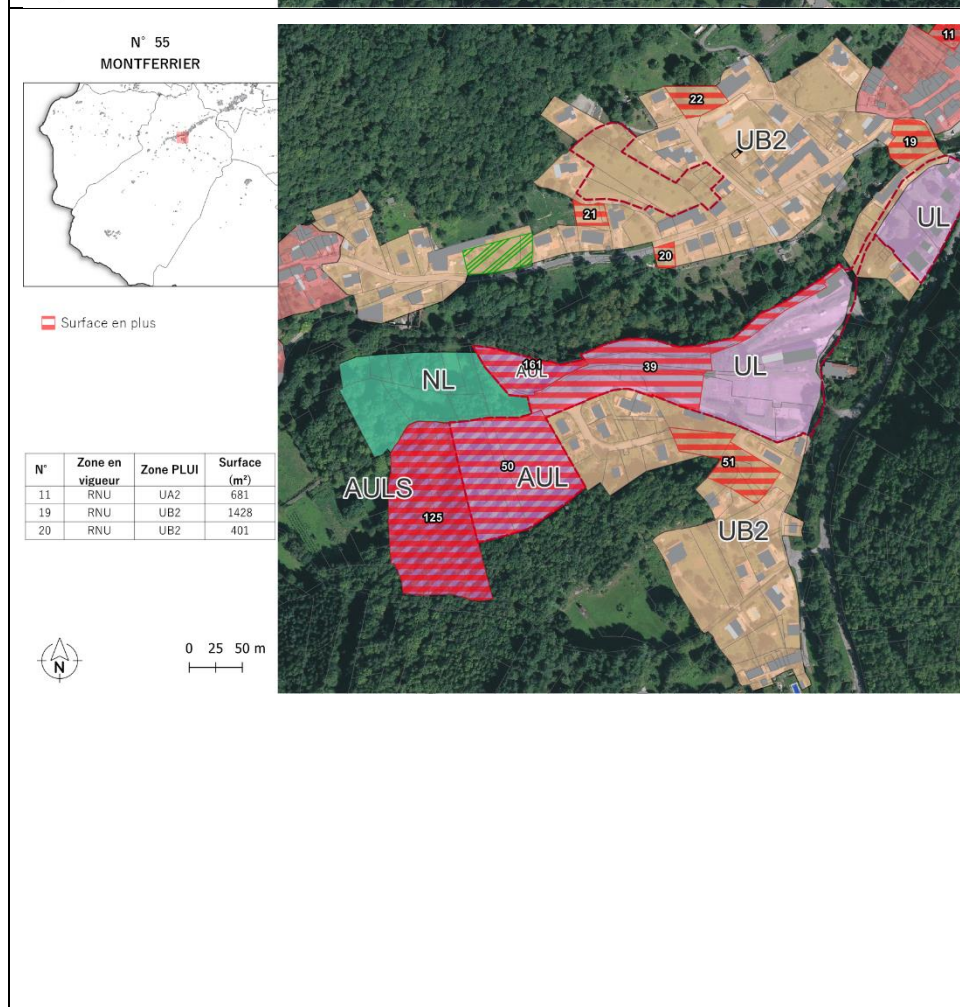 N° 55
MONTFERRIER
Surface en plus
N° Zone en vigueur Zone PLUI Surface (m²)
11 RNU UA2 681
19 RNU UB2 1428
20 RNU UB2 401
N
0 25 50 m
11
22
UB2
19
21
UL
20
161
AUL
39
UL
NL
51
50
AUL
AULS
125
UB2